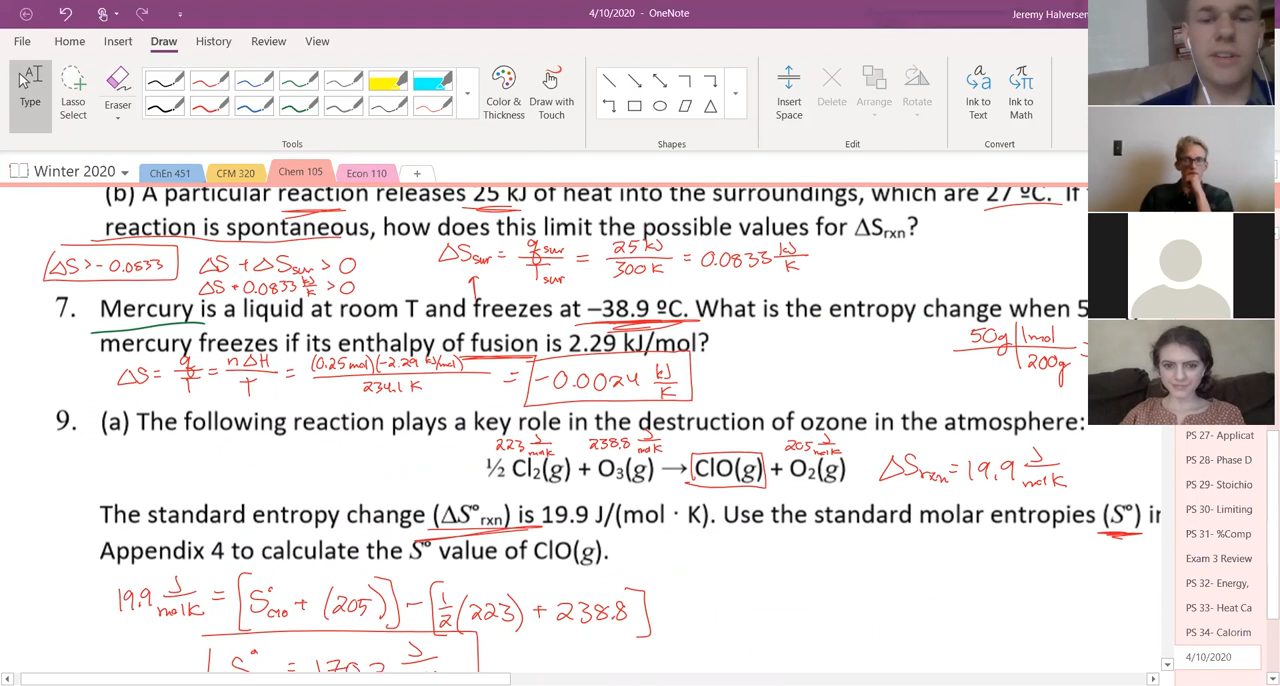 4/10/2020 - OneNote
Jeremy Halversen
File Home Insert Draw History Review View
Type
Lasso Select
Eraser
Color & Thickness
Draw with Touch
Insert Space
Delete
Arrange
Rotate
Ink to Text
Ink to Math
Tools
Shapes
Edit
Convert
Winter 2020
ChEn 451
CFM 320
Chem 105
Econ 110
(b) A particular reaction releases 25 kJ of heat into the surroundings, which are 27 ºC. If
reaction is spontaneous, how does this limit the possible values for ΔSrxn?
ΔS > -0.0833
ΔS + ΔSsur > 0
ΔS + 0.0833 kJ/K > 0
ΔSsur = qsur/Tsur = 25 kJ/300 K = 0.0833 kJ/K
7. Mercury is a liquid at room T and freezes at –38.9 ºC. What is the entropy change when 5
mercury freezes if its enthalpy of fusion is 2.29 kJ/mol?
50g | 1mol / 200g =
ΔS = q/T = nΔH/T = (0.25 mol)(-2.29 kJ/mol)/234.1 K = -0.0024 kJ/K
9. (a) The following reaction plays a key role in the destruction of ozone in the atmosphere:
223 J/molK 238.8 J/molK 205 J/molK
½ Cl2(g) + O3(g) → ClO(g) + O2(g) ΔSrxn = 19.9 J/molK
The standard entropy change (ΔS°rxn) is 19.9 J/(mol · K). Use the standard molar entropies (S°) in
Appendix 4 to calculate the S° value of ClO(g).
19.9 J/molK = [S°ClO + (205)] - [1/2(223) + 238.8]
PS 27- Applicat
PS 28- Phase D
PS 29- Stoichio
PS 30- Limiting
PS 31- %Comp
Exam 3 Review
PS 32- Energy,
PS 33- Heat Ca
PS 34- Calorim
4/10/2020